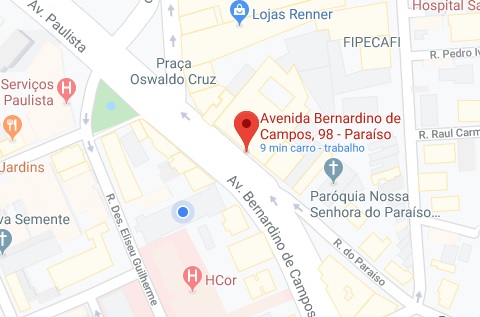 Hospital Sa
Lojas Renner
Av. Paulista
FIPECAFI
R. Pedro Iv
Praça
Oswaldo Cruz
Serviços
Paulista
Avenida Bernardino de
Campos, 98 - Paraíso
9 min carro - trabalho
R. Raul Carm
Jardins
Paróquia Nossa
Senhora do Paraíso...
Av. Bernardino de Campos
R. Des. Eliseu Guilherme
va Semente
R. do Paraíso
HCor